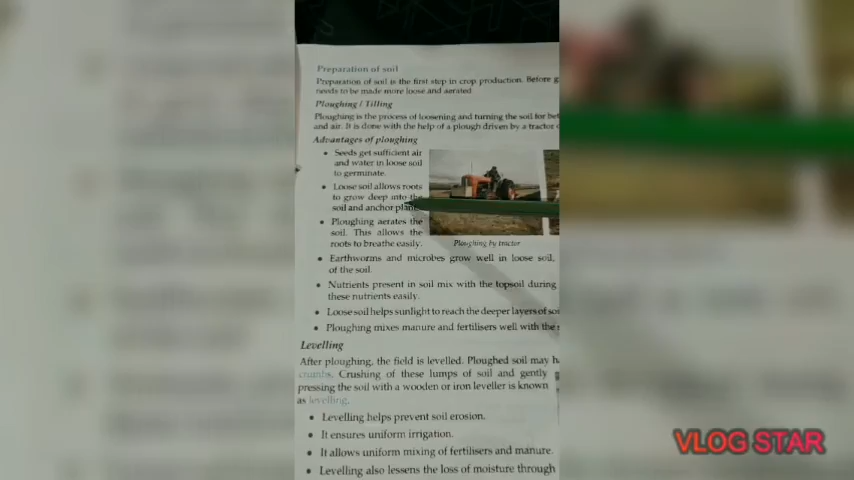 Preparation of soil
Preparation of soil is the first step in crop production. Before
needs to be made more loose and aerated.
Ploughing / Tilling
Ploughing is the process of loosening and turning the soil for
and air. It is done with the help of a plough driven by a tractor
Advantages of ploughing
• Seeds get sufficient air
and water in loose soil
to germinate.
• Loose soil allows roots
to grow deep into the
soil and anchor
• Ploughing aerates the
soil. This allows the
roots to breathe easily.
Ploughing by tractor
• Earthworms and microbes grow well in loose soil,
of the soil.
• Nutrients present in soil mix with the topsoil during
these nutrients easily.
• Loose soil helps sunlight to reach the deeper layers of
• Ploughing mixes manure and fertilisers well with the
Levelling
After ploughing, the field is levelled. Ploughed soil may
crumbs. Crushing of these lumps of soil and gently
pressing the soil with a wooden or iron leveller is known
as levelling.
• Levelling helps prevent soil erosion.
• It ensures uniform irrigation.
• It allows uniform mixing of fertilisers and manure.
• Levelling also lessens the loss of moisture through
VLOG STAR